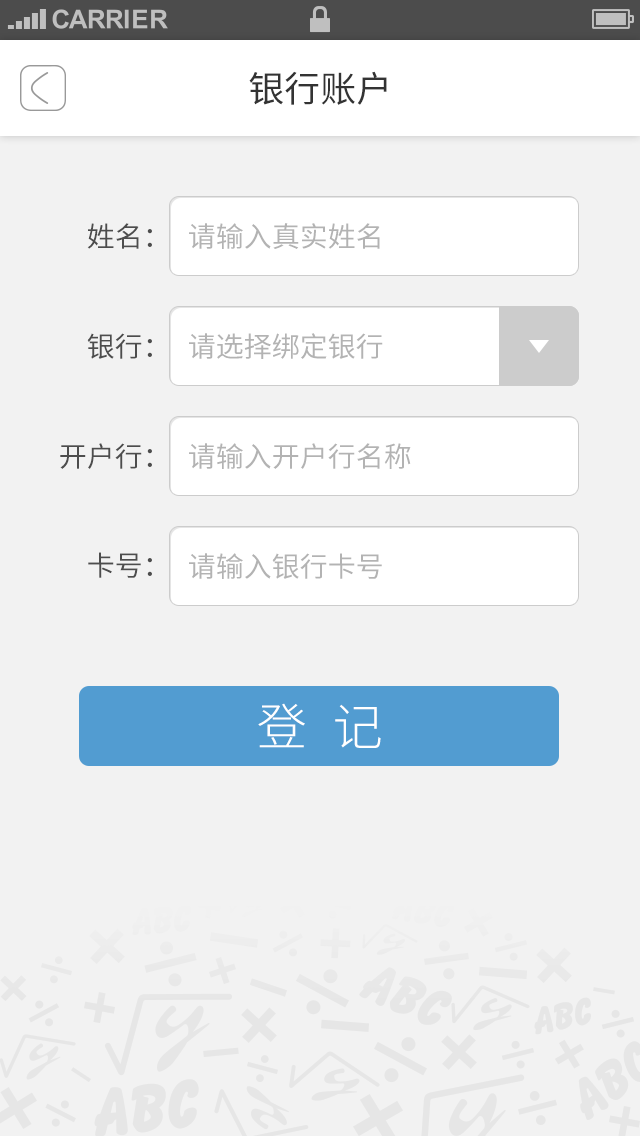 CARRIER
银行账户
姓名： 请输入真实姓名
银行： 请选择绑定银行
开户行： 请输入开户行名称
卡号： 请输入银行卡号
登 记
ABC ABC
ABC
ABC
ABC
ABC